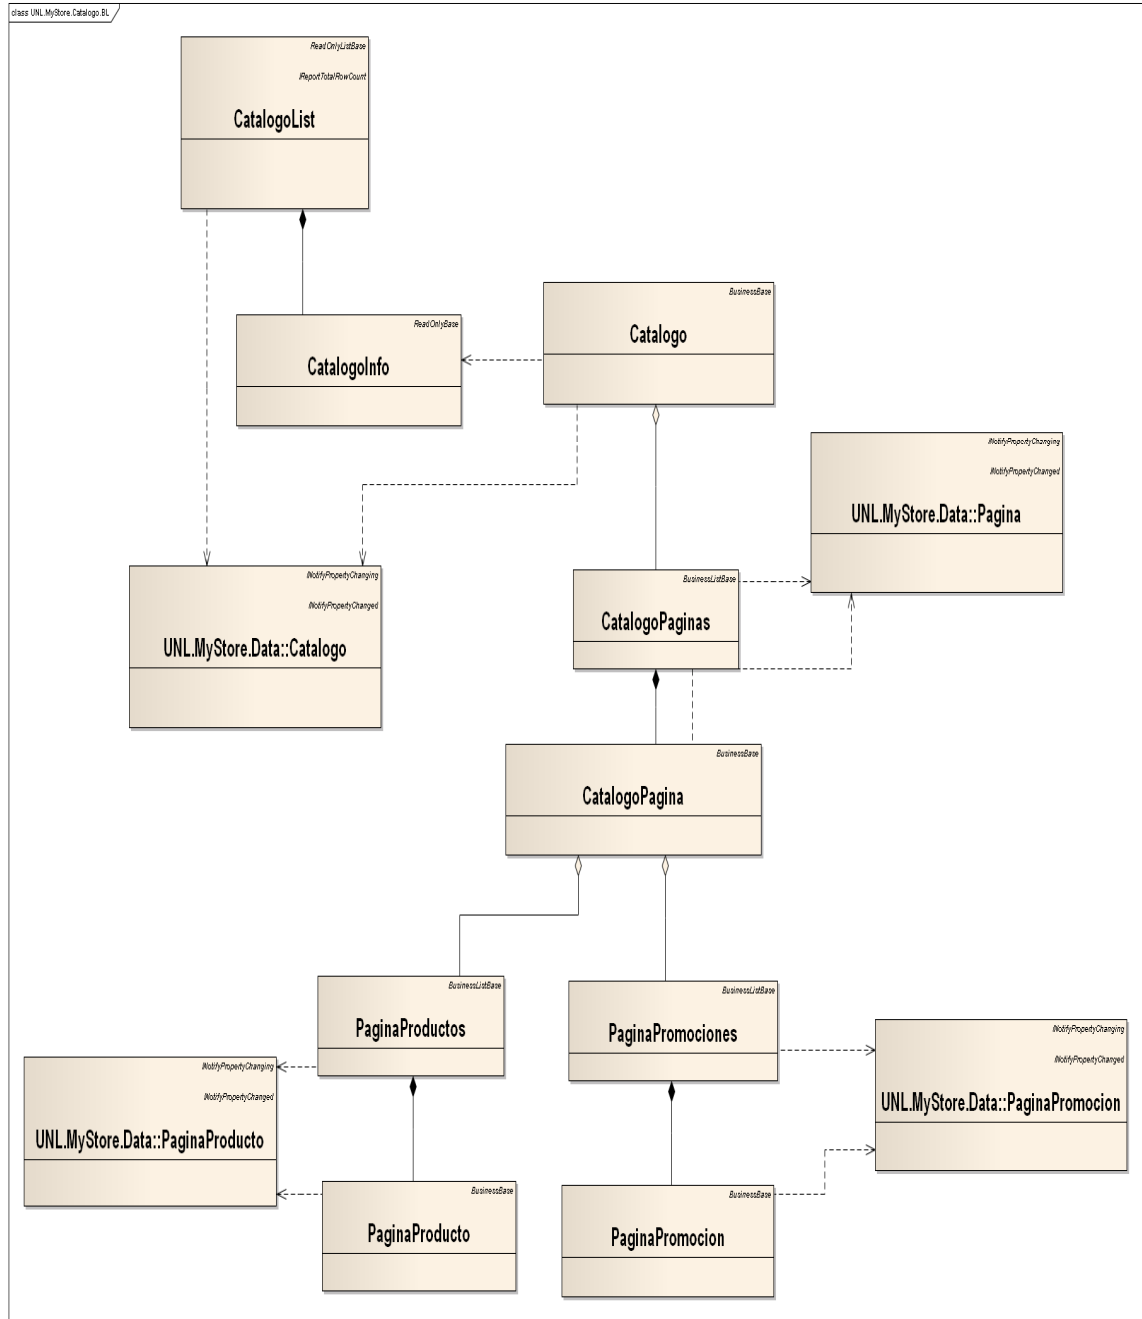 class UNL.MyStore.Catalogo.BL
ReadOnlyListBase
IReportTotalRowCount
CatalogoList
BusinessBase
Catalogo
ReadOnlyBase
CatalogoInfo
INotifyPropertyChanging
INotifyPropertyChanged
UNL.MyStore.Data::Pagina
INotifyPropertyChanging
INotifyPropertyChanged
UNL.MyStore.Data::Catalogo
BusinessListBase
CatalogoPaginas
BusinessBase
CatalogoPagina
BusinessListBase
PaginaProductos
BusinessListBase
PaginaPromociones
INotifyPropertyChanging
INotifyPropertyChanged
UNL.MyStore.Data::PaginaPromocion
INotifyPropertyChanging
INotifyPropertyChanged
UNL.MyStore.Data::PaginaProducto
BusinessBase
PaginaProducto
BusinessBase
PaginaPromocion